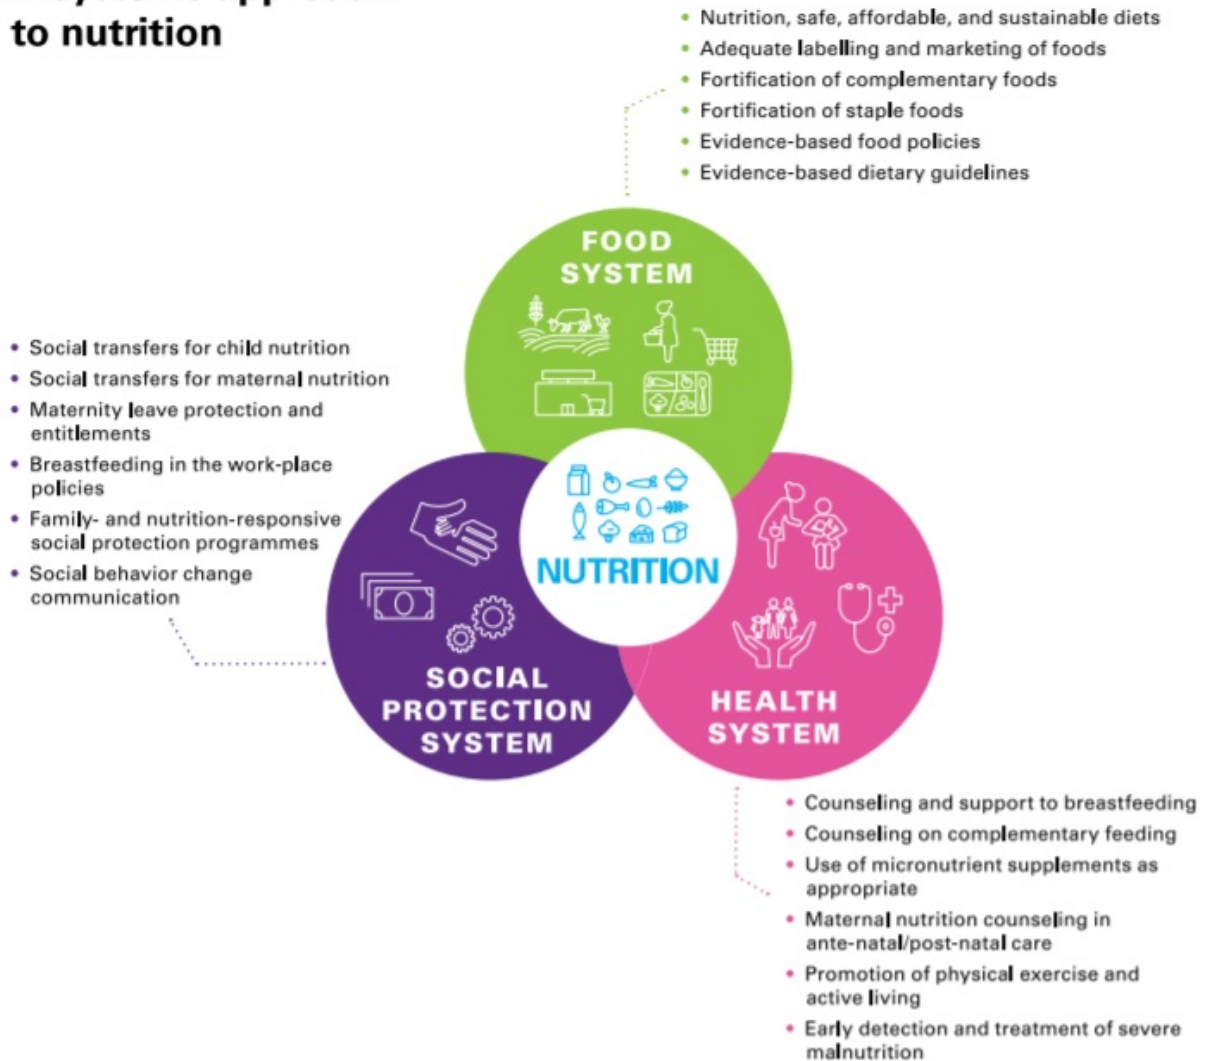 to nutrition
• Nutrition, safe, affordable, and sustainable diets
• Adequate labelling and marketing of foods
• Fortification of complementary foods
• Fortification of staple foods
• Evidence-based food policies
• Evidence-based dietary guidelines
FOOD
SYSTEM
• Social transfers for child nutrition
• Social transfers for maternal nutrition
• Maternity leave protection and
entitlements
• Breastfeeding in the work-place
policies
• Family- and nutrition-responsive
social protection programmes
• Social behavior change
communication
NUTRITION
SOCIAL
PROTECTION
SYSTEM
HEALTH
SYSTEM
• Counseling and support to breastfeeding
• Counseling on complementary feeding
• Use of micronutrient supplements as
appropriate
• Maternal nutrition counseling in
ante-natal/post-natal care
• Promotion of physical exercise and
active living
• Early detection and treatment of severe
malnutrition